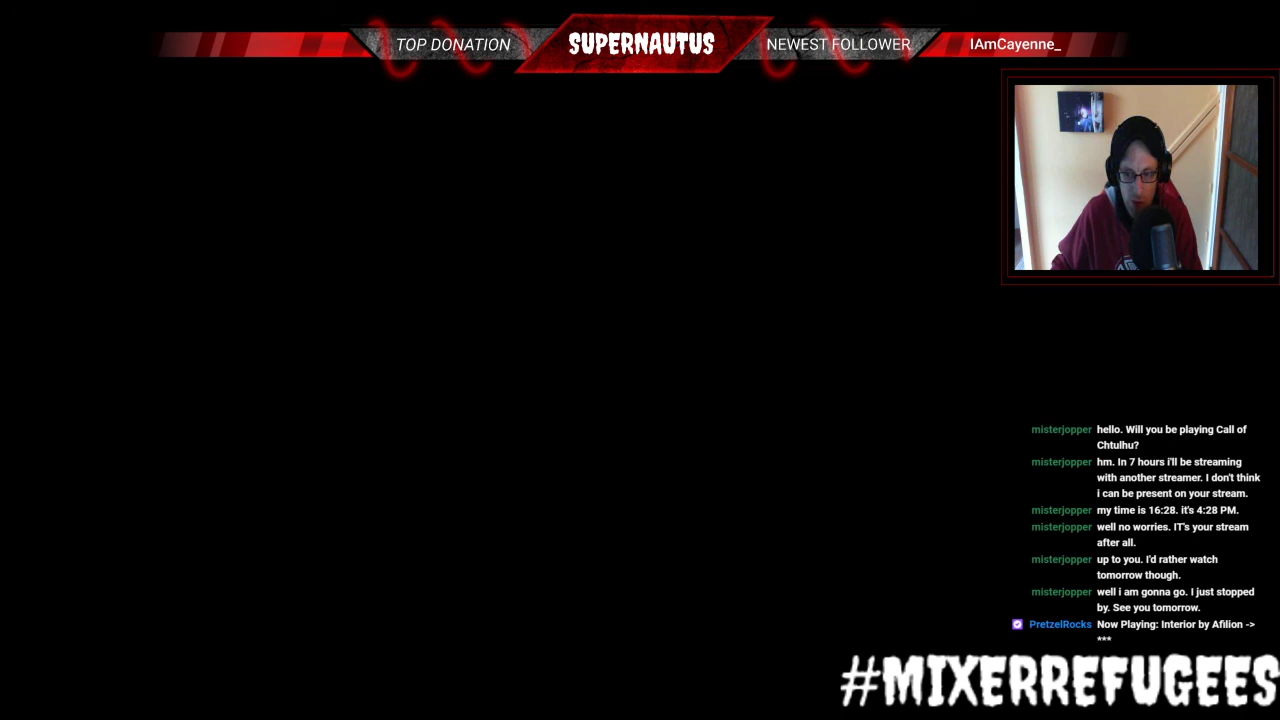 TOP DONATION
SUPERNAUTUS
NEWEST FOLLOWER
IAmCayenne_
misterjopper hello. Will you be playing Call of
Chtulhu?
misterjopper hm. In 7 hours i'll be streaming
with another streamer. I don't think
i can be present on your stream.
misterjopper my time is 16:28. it's 4:28 PM.
misterjopper well no worries. IT's your stream
after all.
misterjopper up to you. I'd rather watch
tomorrow though.
misterjopper well i am gonna go. I just stopped
by. See you tomorrow.
PretzelRocks Now Playing: Interior by Afilion ->
***
#MIXERREFUGEES